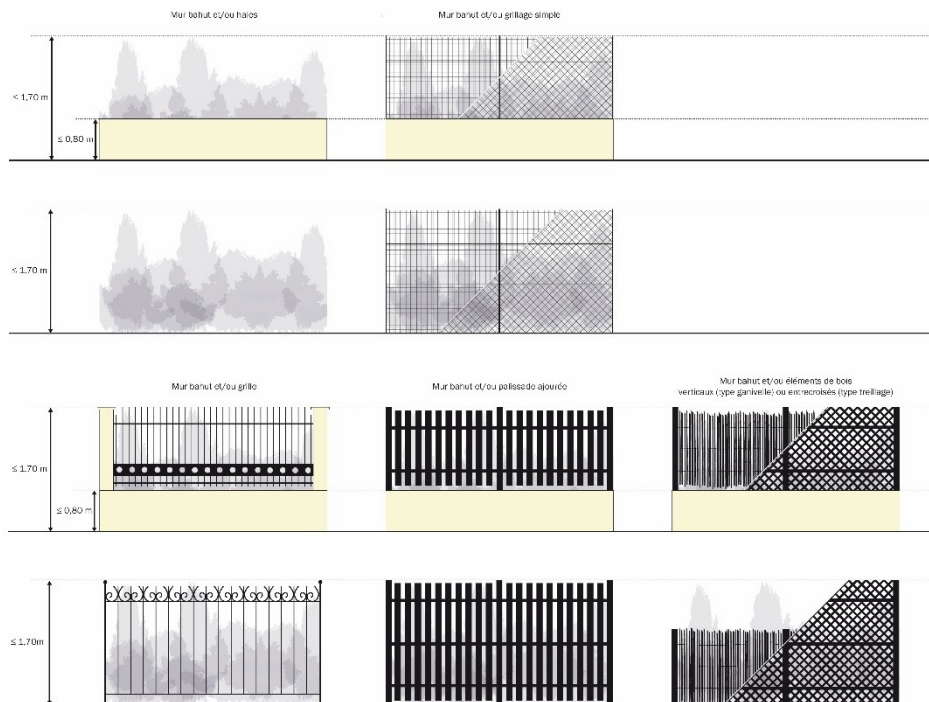 Mur bahut et/ou haies
Mur bahut et/ou grillage simple
≤ 1,70 m
≤ 0,80 m
≤ 1,70 m
Mur bahut et/ou grille
Mur bahut et/ou palissade ajourée
Mur bahut et/ou éléments de bois
verticaux (type ganivelle) ou entrecroisés (type treillage)
≤ 1,70 m
≤ 0,80 m
≤ 1,70m